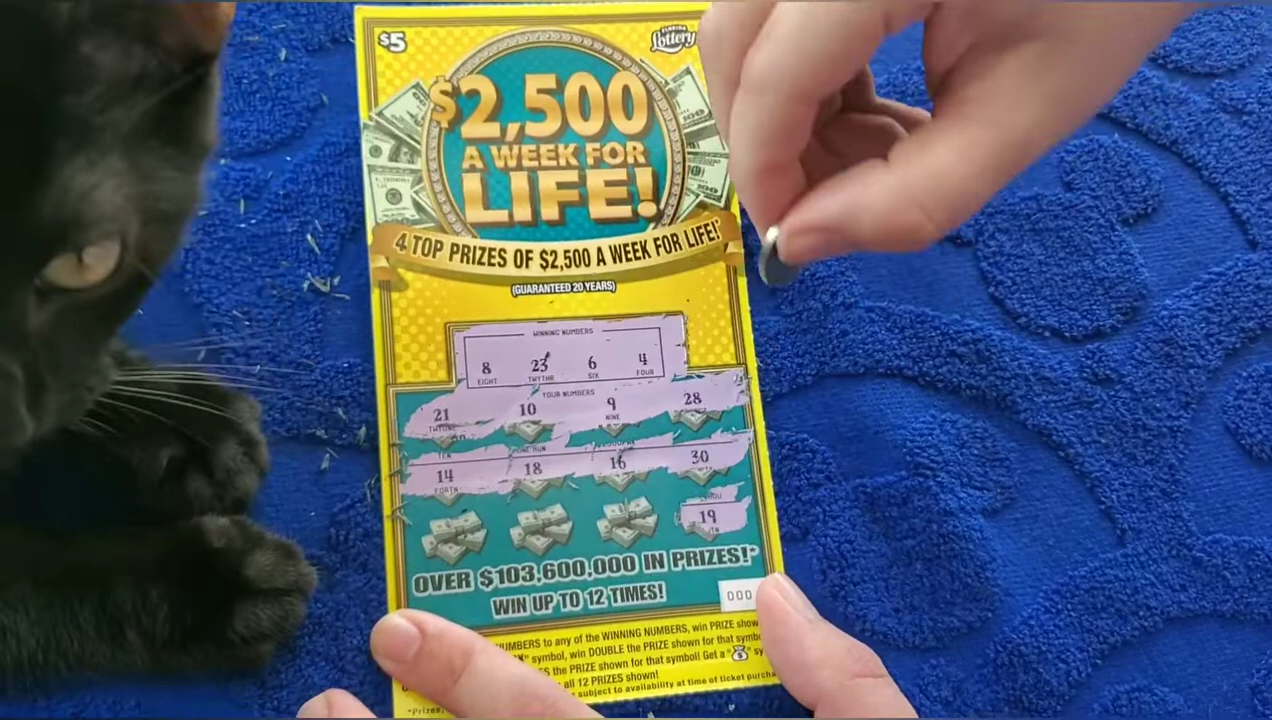 $5
FLORIDA
Lottery
$2,500
A WEEK FOR
LIFE!
4 TOP PRIZES OF $2,500 A WEEK FOR LIFE!*
(GUARANTEED 20 YEARS)
WINNING NUMBERS
8 23 6 4
EIGHT TWYTHR SIX FOUR
YOUR NUMBERS
21 10 9 28
TWYONE NINE
TEN
14 18 16 30
FORTN
19
OVER $103,600,000 IN PRIZES!*
WIN UP TO 12 TIMES!
000
NUMBERS to any of the WINNING NUMBERS, win PRIZE
symbol, win DOUBLE the PRIZE shown for that
the PRIZE shown for that symbol! Get a "
all 12 PRIZES shown!
subject to availability at time of ticket